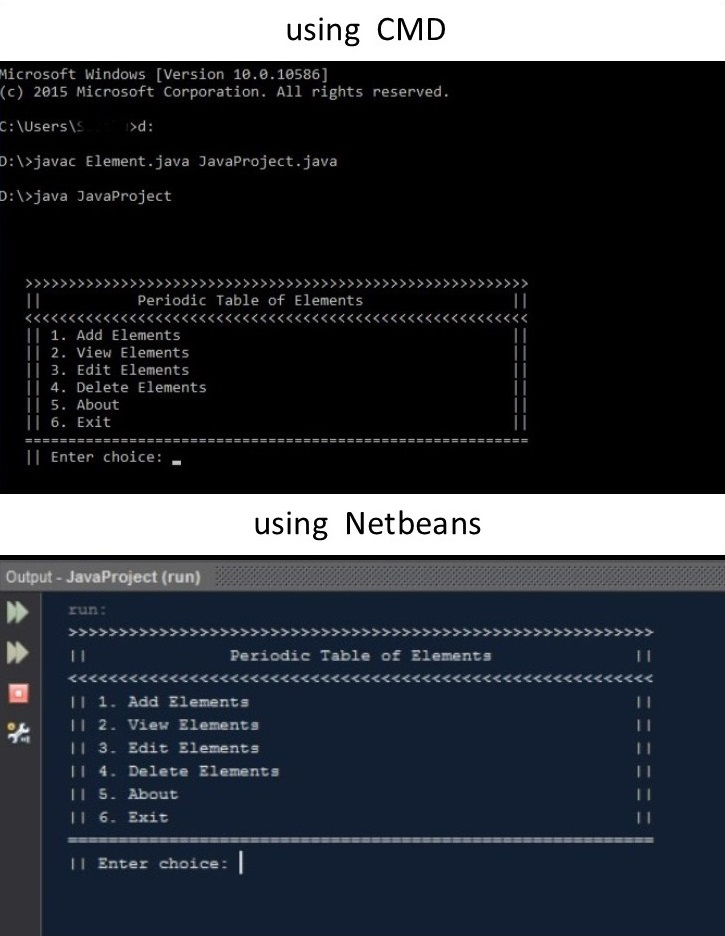 using CMD
Microsoft Windows [Version 10.0.10586]
(c) 2015 Microsoft Corporation. All rights reserved.
C:\Users\S >d:
D:\>javac Element.java JavaProject.java
D:\>java JavaProject
>>>>>>>>>>>>>>>>>>>>>>>>>>>>>>>>>>>>>>>>>>>>>>>>>>>>>>>>>>
|| Periodic Table of Elements ||
<<<<<<<<<<<<<<<<<<<<<<<<<<<<<<<<<<<<<<<<<<<<<<<<<<<<<<<<<<
|| 1. Add Elements ||
|| 2. View Elements ||
|| 3. Edit Elements ||
|| 4. Delete Elements ||
|| 5. About ||
|| 6. Exit ||
==========================================================
|| Enter choice: _
using Netbeans
Output - JavaProject (run)
run:
>>>>>>>>>>>>>>>>>>>>>>>>>>>>>>>>>>>>>>>>>>>>>>>>>>>>>>>>>>
|| Periodic Table of Elements ||
<<<<<<<<<<<<<<<<<<<<<<<<<<<<<<<<<<<<<<<<<<<<<<<<<<<<<<<<<<
|| 1. Add Elements ||
|| 2. View Elements ||
|| 3. Edit Elements ||
|| 4. Delete Elements ||
|| 5. About ||
|| 6. Exit ||
==========================================================
|| Enter choice: